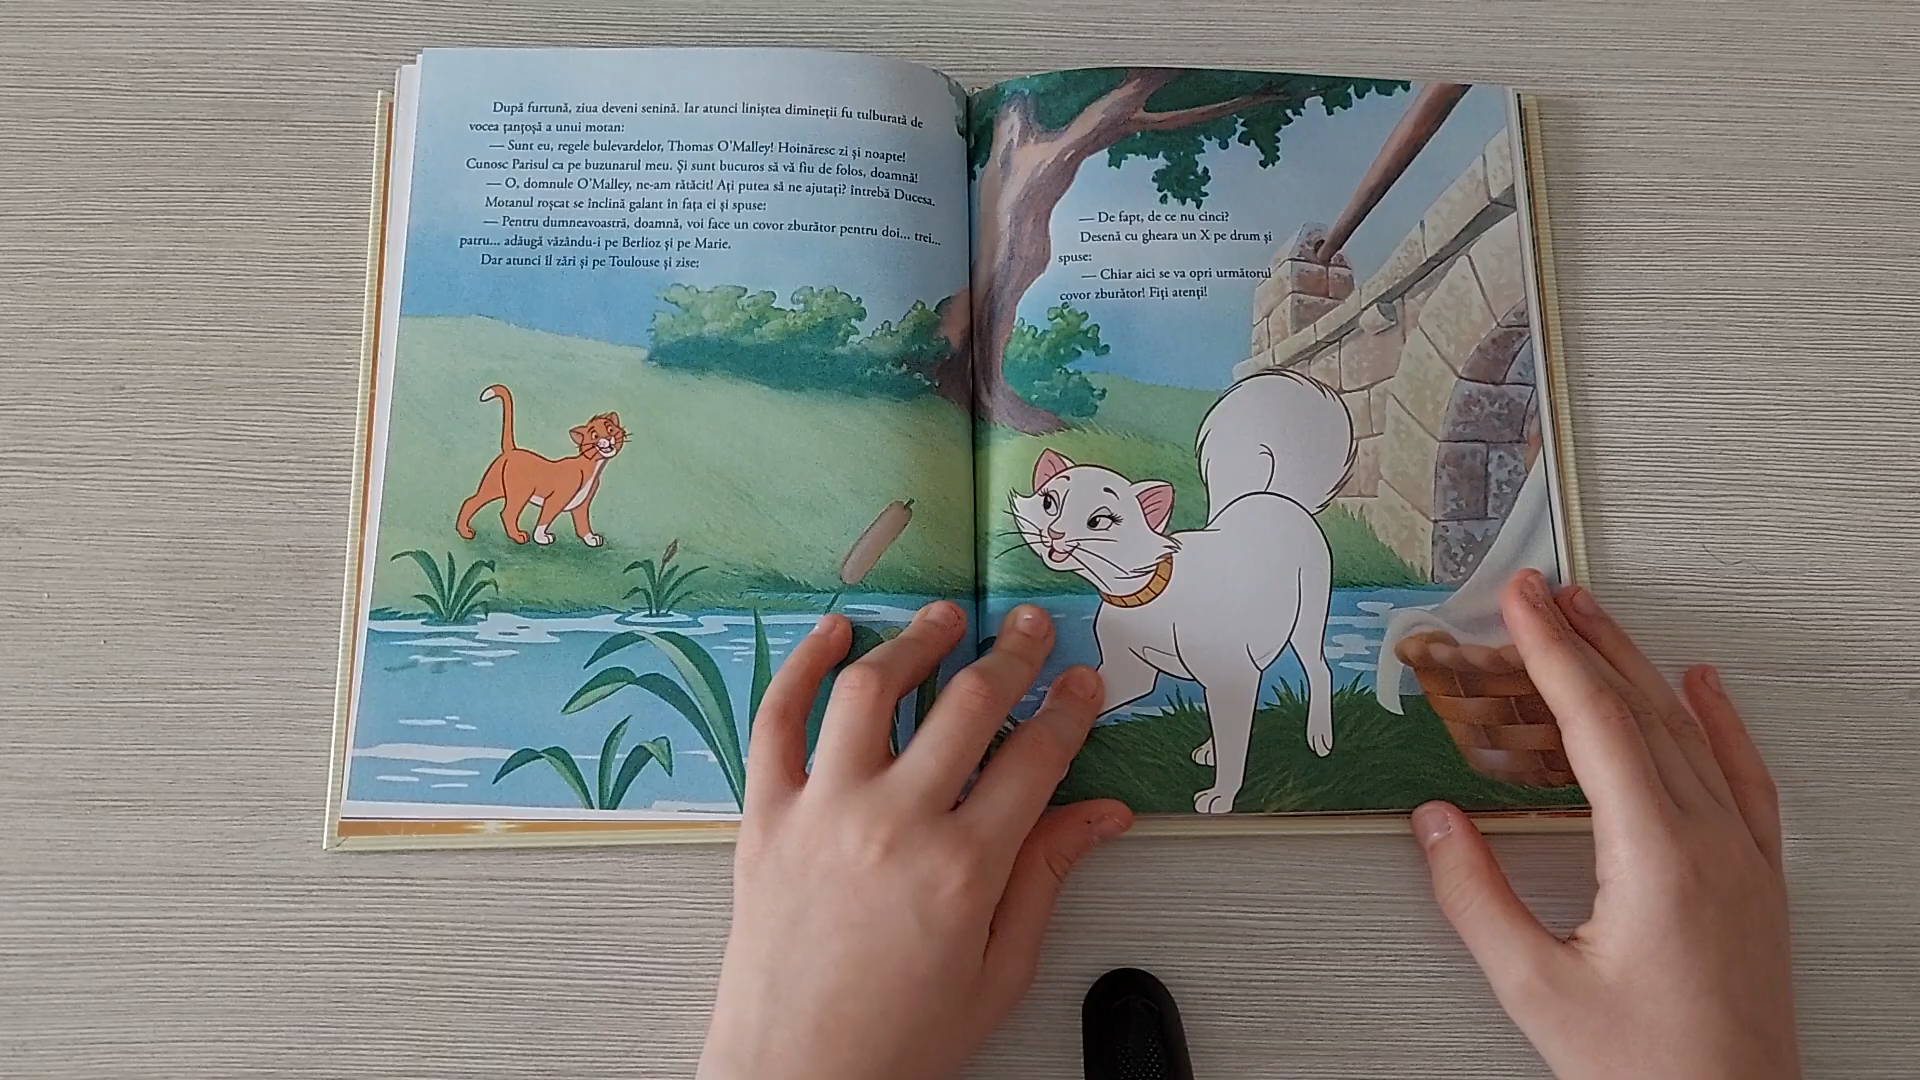 După furtună, ziua deveni senină. Iar atunci liniștea dimineții fu tulburată de
vocea țanțoșă a unui motan:
— Sunt eu, regele bulevardelor, Thomas O'Malley! Hoinăresc zi și noapte!
Cunosc Parisul ca pe buzunarul meu. Și sunt bucuros să vă fiu de folos, doamnă!
— O, domnule O'Malley, ne-am rătăcit! Ați putea să ne ajutați? întrebă Ducesa.
Motanul roșcat se înclină galant în fața ei și spuse:
— Pentru dumneavoastră, doamnă, voi face un covor zburător pentru doi... trei...
patru... adăugă văzându-i pe Berlioz și pe Marie.
Dar atunci îl zări și pe Toulouse și zise:
— De fapt, de ce nu cinci?
Desenă cu gheara un X pe drum și
spuse:
— Chiar aici se va opri următorul
covor zburător! Fiți atenți!